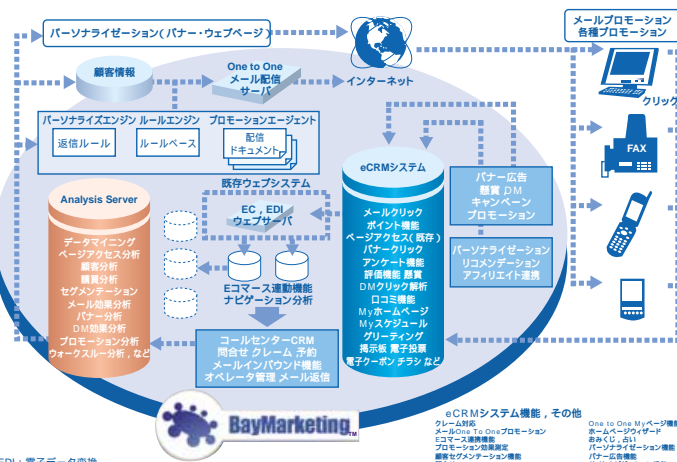 パーソナライゼーション(バナー・ウェブページ)
メールプロモーション
各種プロモーション
顧客情報
One to One
メール配信
サーバ
インターネット
クリック
パーソナライズエンジン ルールエンジン プロモーションエージェント
返信ルール
ルールベース
配信
ドキュメント
FAX
既存ウェブシステム
EC , EDI
ウェブサーバ
Eコマース連動機能
ナビゲーション分析
Analysis Server
データマイニング
ページアクセス分析
顧客分析
購買分析
セグメンテーション
メール効果分析
バナー分析
DM効果分析
プロモーション分析
ウォークスルー分析 , など
eCRMシステム
メールクリック
ポイント機能
ページアクセス(既存)
バナークリック
アンケート機能
評価機能 懸賞
DMクリック解析
口コミ機能
Myホームページ
Myスケジュール
グリーティング
掲示板 電子投票
電子クーポン チラシ など
バナー広告
懸賞 DM
キャンペーン
プロモーション
パーソナライゼーション
リコメンデーション
アフィリエイト連携
コールセンターCRM
問合せ クレーム 予約
メールインバウンド機能
オペレータ管理 メール返信
BayMarketing TM
eCRMシステム機能 , その他
クレーム対応
メールOne To Oneプロモーション
Eコマース連携機能
プロモーション効果測定
顧客セグメンテーション機能
One to One Myページ機能
ホームページウィザード
おみくじ , 占い
パーソナライゼーション機能
バナー広告機能
EDI : 電子データ交換